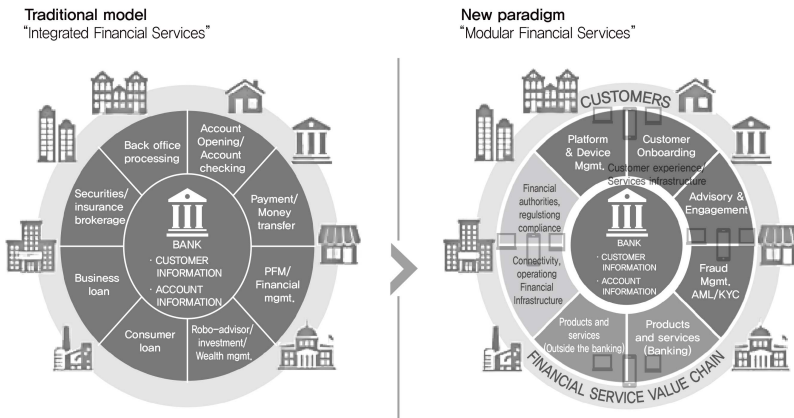 Traditional model
“Integrated Financial Services”
Back office
processing
Account
Opening/
Account
checking
Payment/
Money
transfer
PFM/
Financial
mgmt.
Robo-advisor/
investment/
Wealth mgmt.
Consumer
loan
Business
loan
Securities/
insurance
brokerage
BANK
· CUSTOMER
INFORMATION
· ACCOUNT
INFORMATION
New paradigm
“Modular Financial Services”
CUSTOMERS
Platform
& Device
Mgmt.
Customer
Onboarding
Customer experience/
Services infrastructure
Advisory &
Engagement
Fraud
Mgmt.
AML/KYC
Products
and services
(Banking)
Products and
services
(Outside the banking)
Connectivity,
operationg
Financial
Infrastructure
Financial
authorities,
regulstiong
compliance
BANK
· CUSTOMER
INFORMATION
· ACCOUNT
INFORMATION
FINANCIAL SERVICE VALUE CHAIN